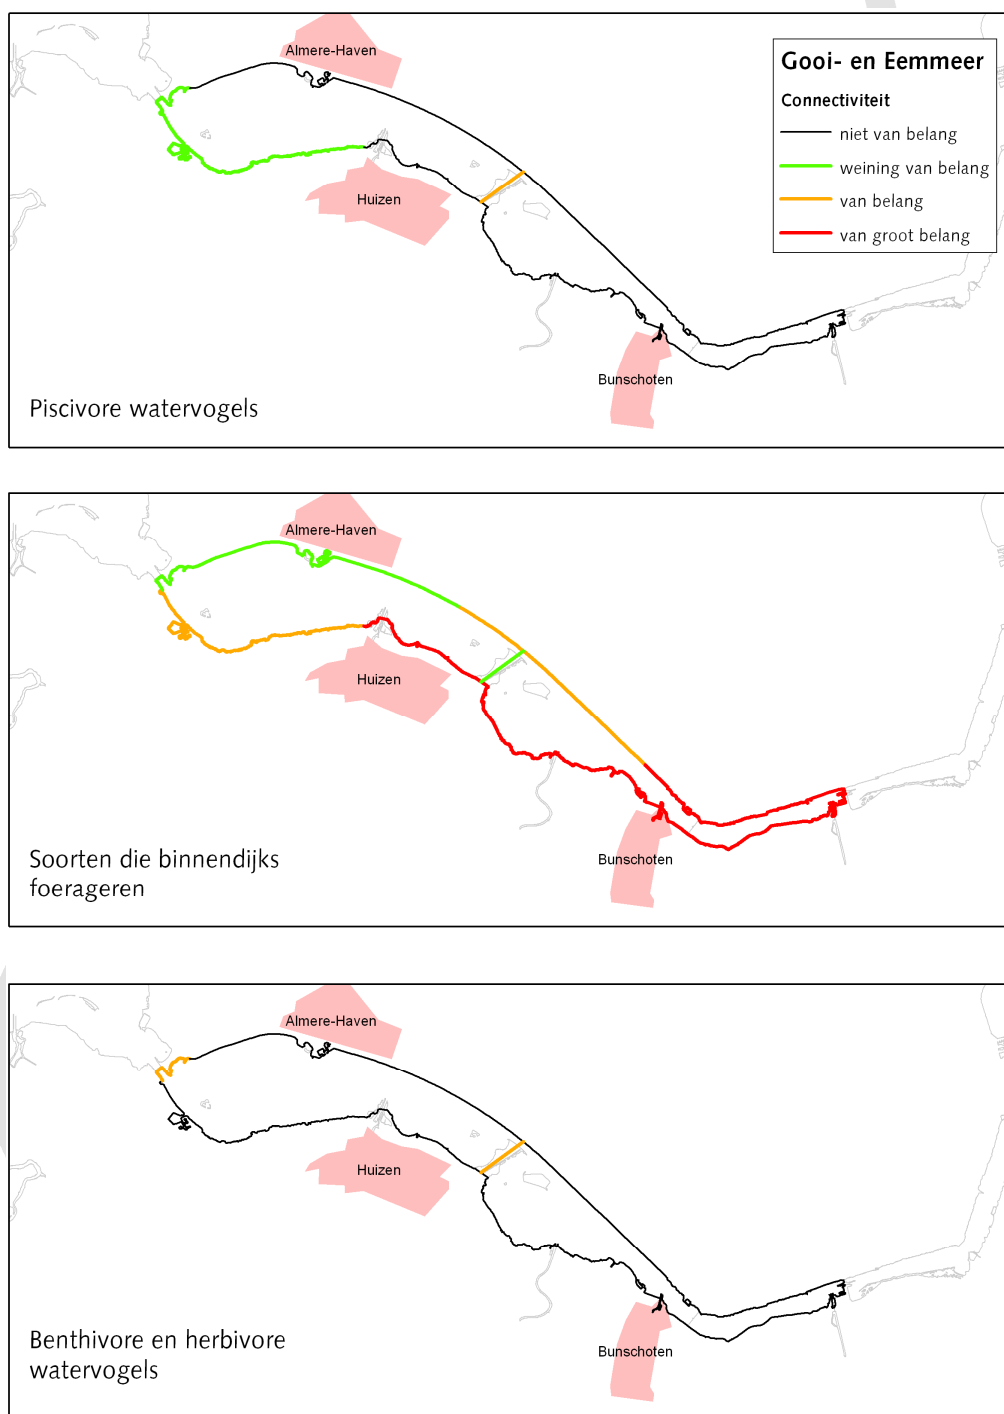 Almere-Haven
Gooi- en Eemmeer
Connectiviteit
niet van belang
weining van belang
van belang
van groot belang
Huizen
Bunschoten
Piscivore watervogels
Almere-Haven
Huizen
Bunschoten
Soorten die binnendijks
foerageren
Almere-Haven
Huizen
Bunschoten
Benthivore en herbivore
watervogels